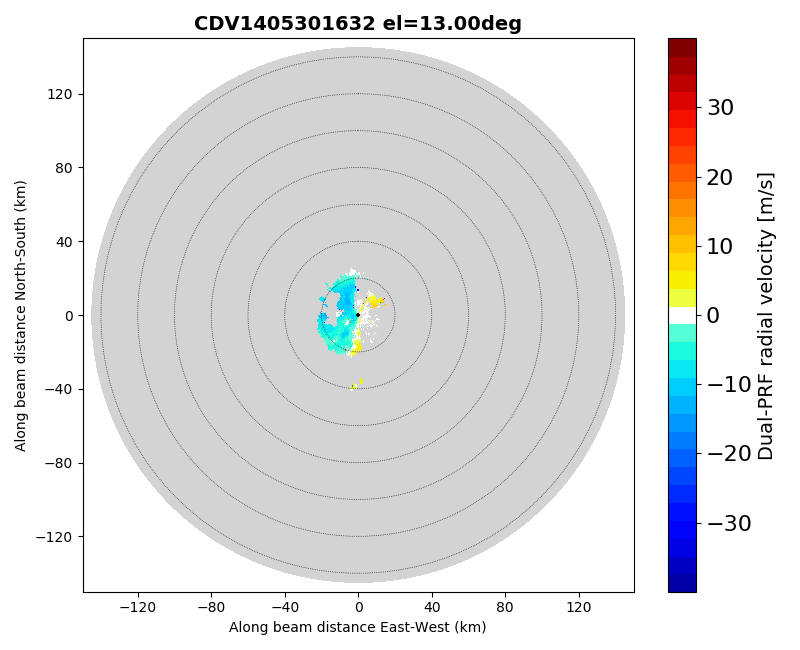 CDV1405301632 el=13.00deg
Along beam distance North-South (km)
120
80
40
0
−40
−80
−120
−120 −80 −40 0 40 80 120
Along beam distance East-West (km)
30
20
10
0
−10
−20
−30
Dual-PRF radial velocity [m/s]